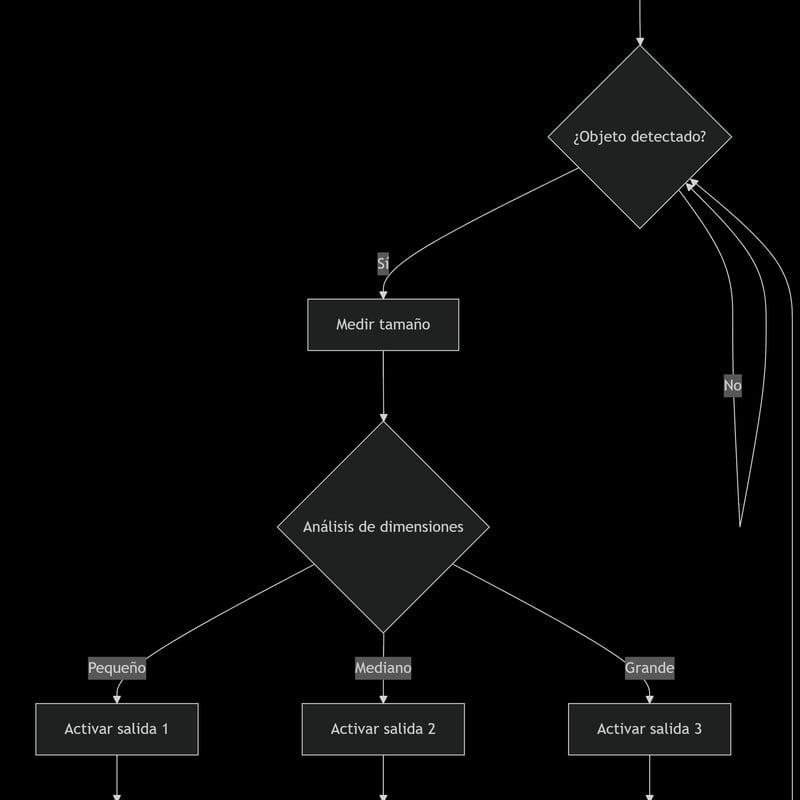 ¿Objeto detectado?
Sí
Medir tamaño
No
Análisis de dimensiones
Pequeño
Mediano
Grande
Activar salida 1
Activar salida 2
Activar salida 3